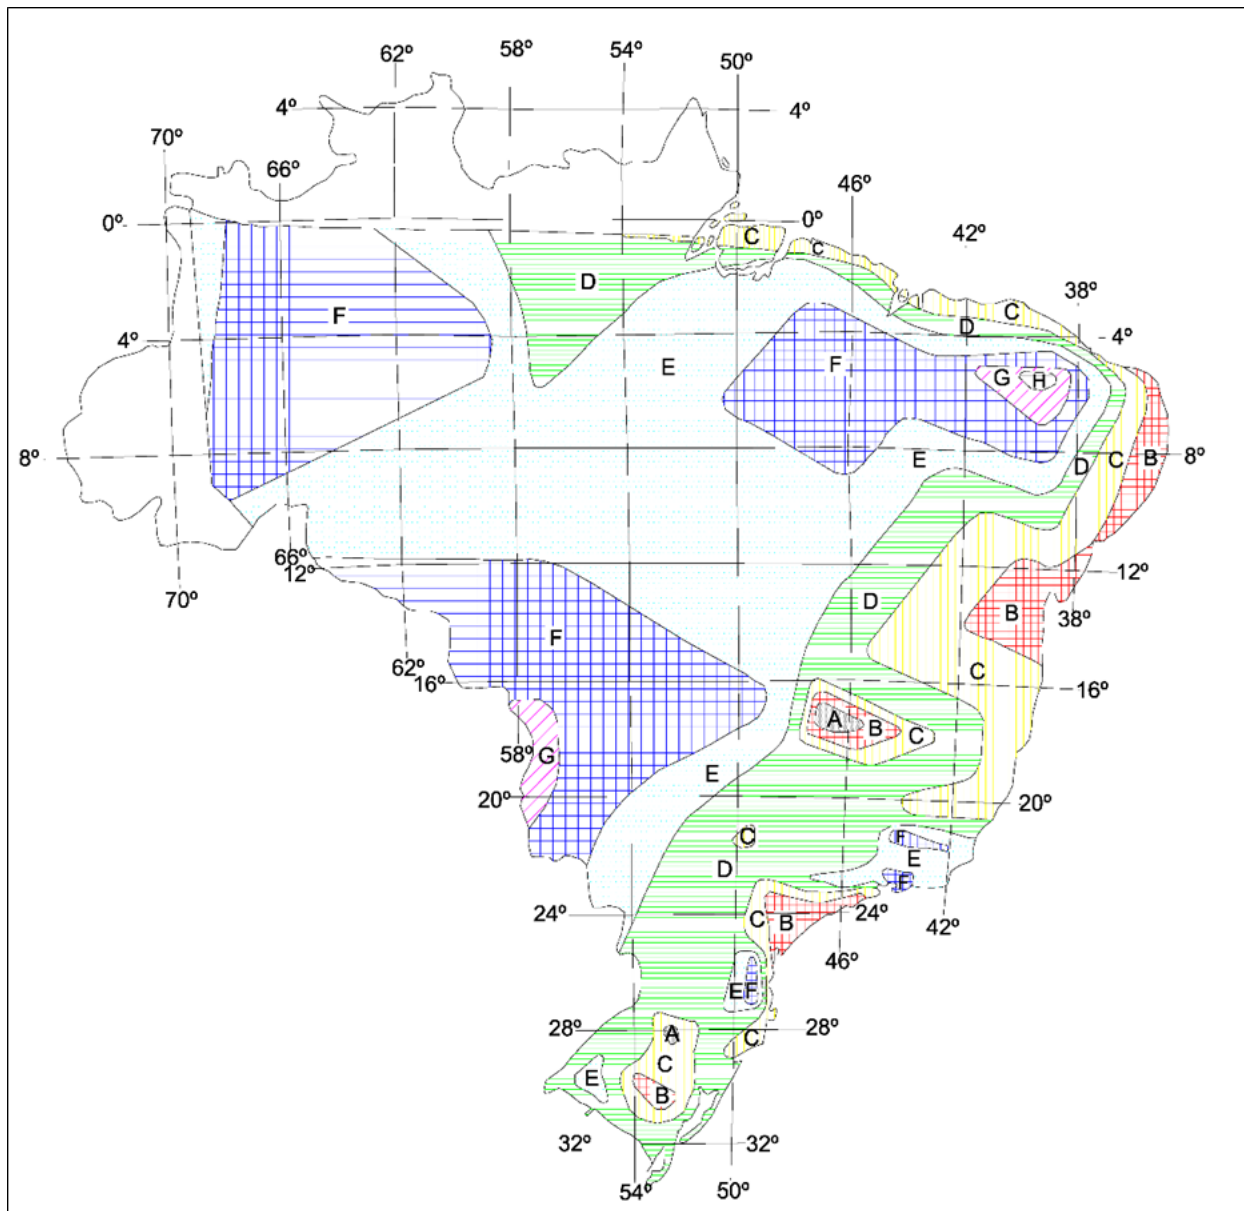 62º 58º 54º 50º
4º 4º
70º
66º 46º
0º 0º
C C 42º
D 38º
F C
4º D 4º
E F G H
8º E D C B 8º
66º
12º 12º
70º D B 38º
F
62º 16º C 16º
A B C
58º G E
20º 20º
C F
E
D F
24º C B 24º
42º
46º
E F
28º A C 28º
C
E B
32º 32º
54º 50º